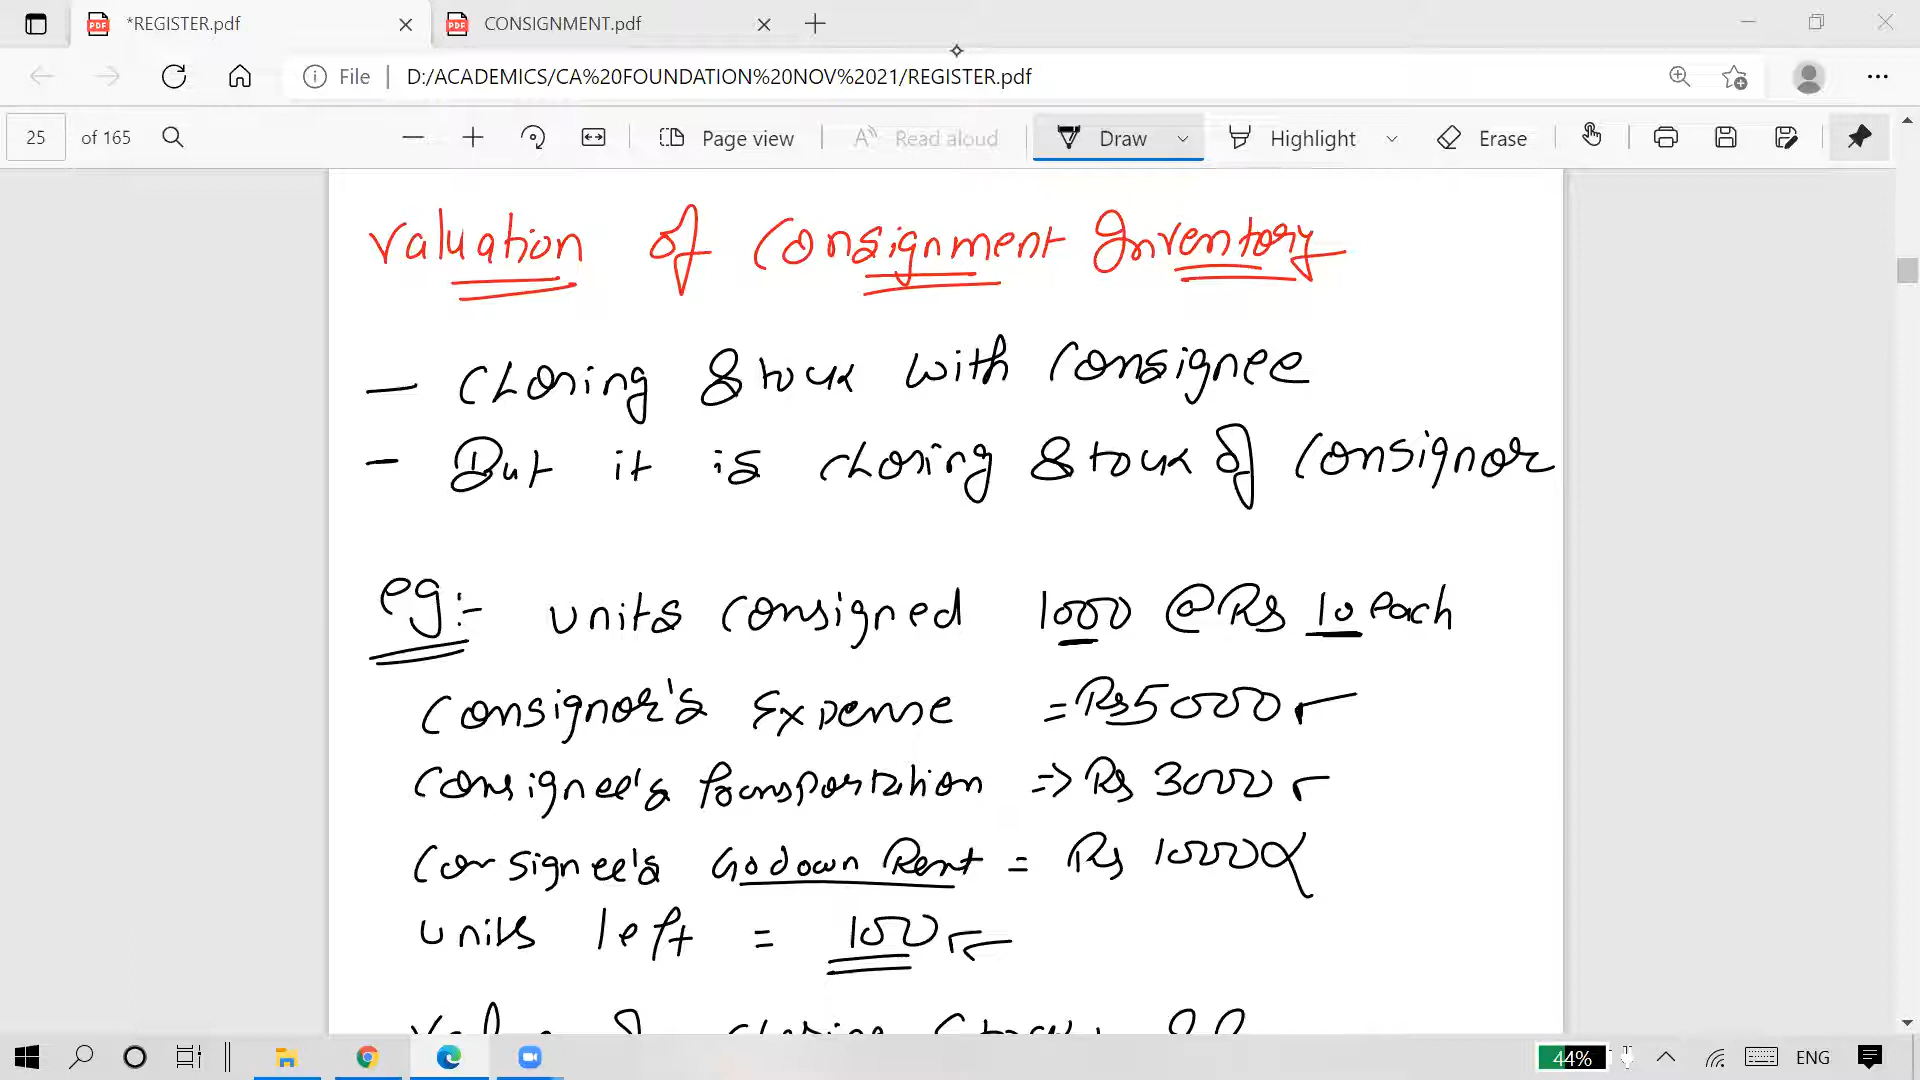 *REGISTER.pdf
CONSIGNMENT.pdf
File
D:/ACADEMICS/CA%20FOUNDATION%20NOV%2021/REGISTER.pdf
25 of 165
Page view
Read aloud
Draw
Highlight
Erase
Valuation of Consignment Inventory
- Closing Stock with Consignee
- But it is closing Stock of Consignor
eg:- units consigned 1000 @ Rs 10 each
Consignor's Expense = Rs 5000
Consignee's Transportation => Rs 3000
Consignee's Godown Rent = Rs 1000
units left = 100
44%
ENG